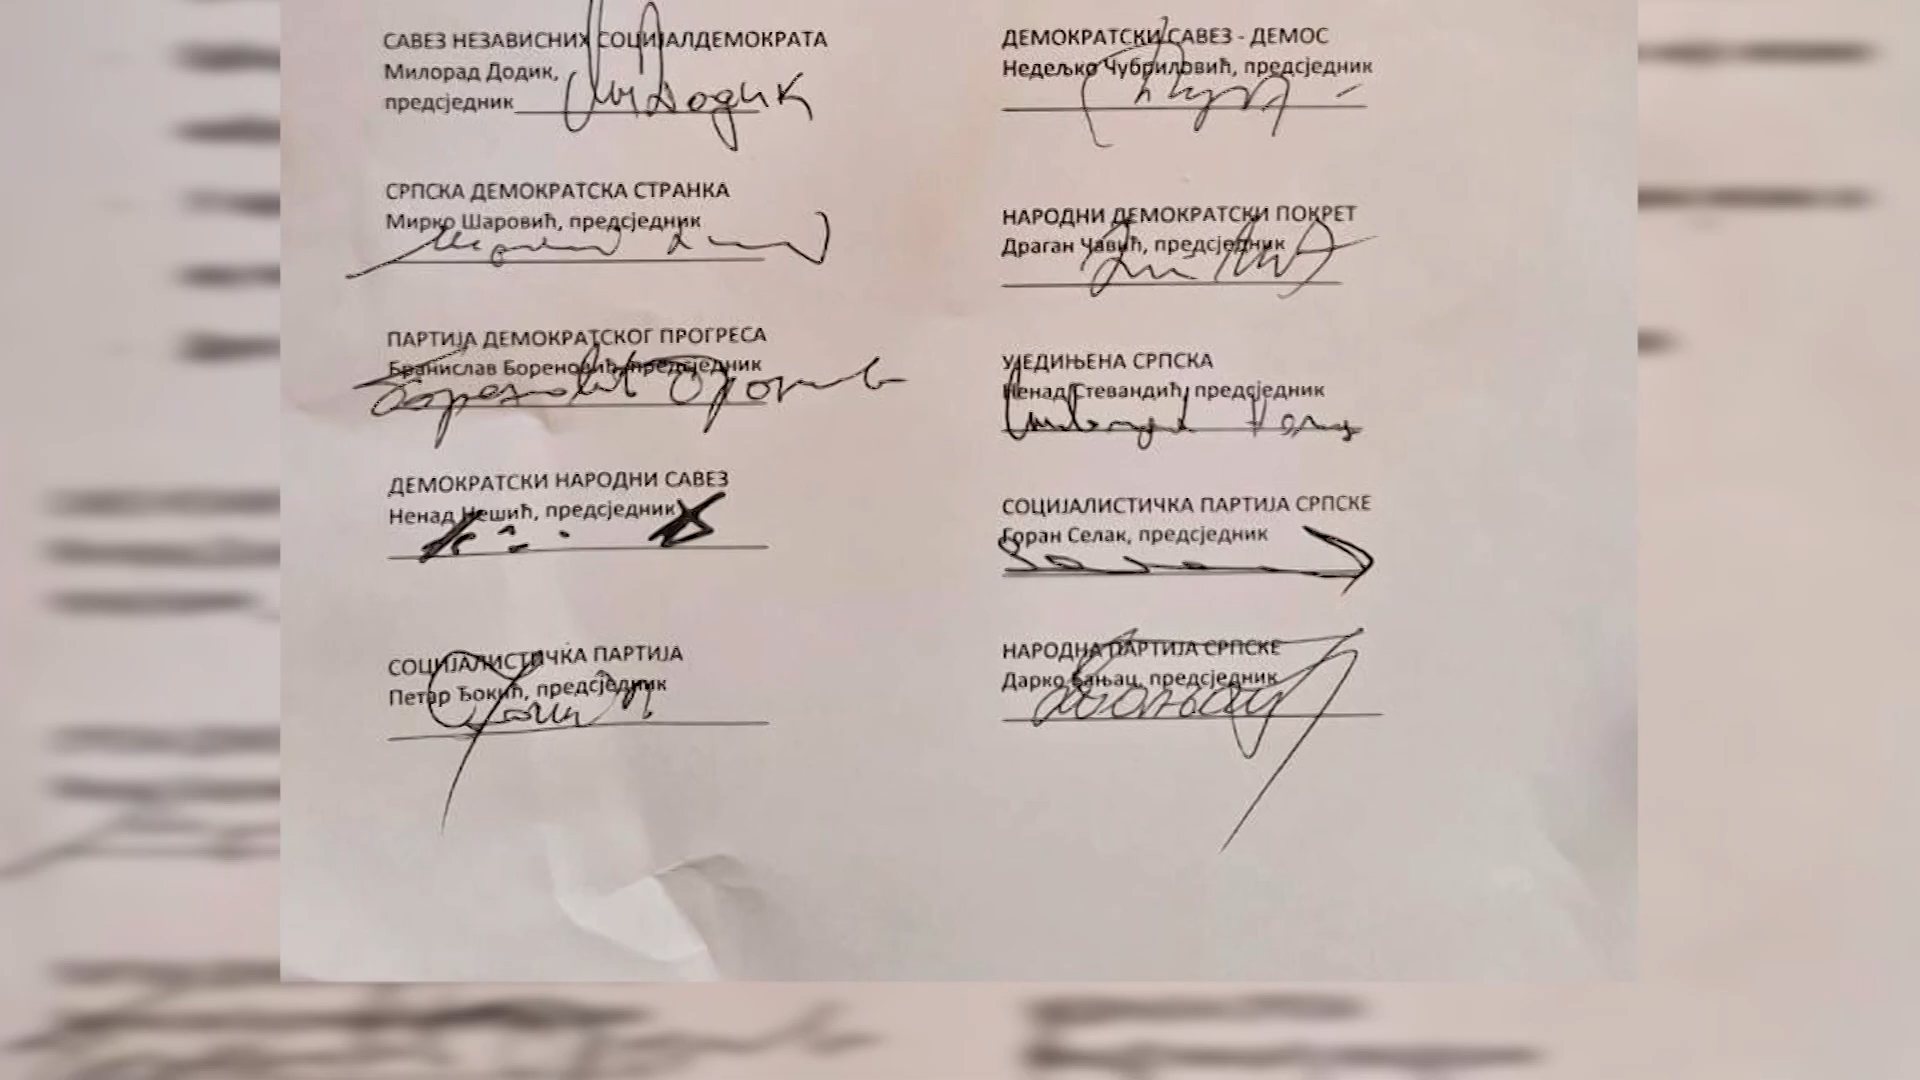 САВЕЗ НЕЗАВИСНИХ СОЦИЈАЛДЕМОКРАТА
Милорад Додик,
предсједник
Додик
СРПСКА ДЕМОКРАТСКА СТРАНКА
Мирко Шаровић, предсједник
ПАРТИЈА ДЕМОКРАТСКОГ ПРОГРЕСА
Бранислав Бореновић, предсједник
ДЕМОКРАТСКИ НАРОДНИ САВЕЗ
Ненад Нешић, предсједник
СОЦИЈАЛИСТИЧКА ПАРТИЈА
Петар Ђокић, предсједник
ДЕМОКРАТСКИ САВЕЗ - ДЕМОС
Недељко Чубриловић, предсједник
НАРОДНИ ДЕМОКРАТСКИ ПОКРЕТ
Драган Чавић, предсједник
УЈЕДИЊЕНА СРПСКА
Ненад Стевандић, предсједник
СОЦИЈАЛИСТИЧКА ПАРТИЈА СРПСКЕ
Горан Селак, предсједник
НАРОДНА ПАРТИЈА СРПСКЕ
Дарко Бањац, предсједник